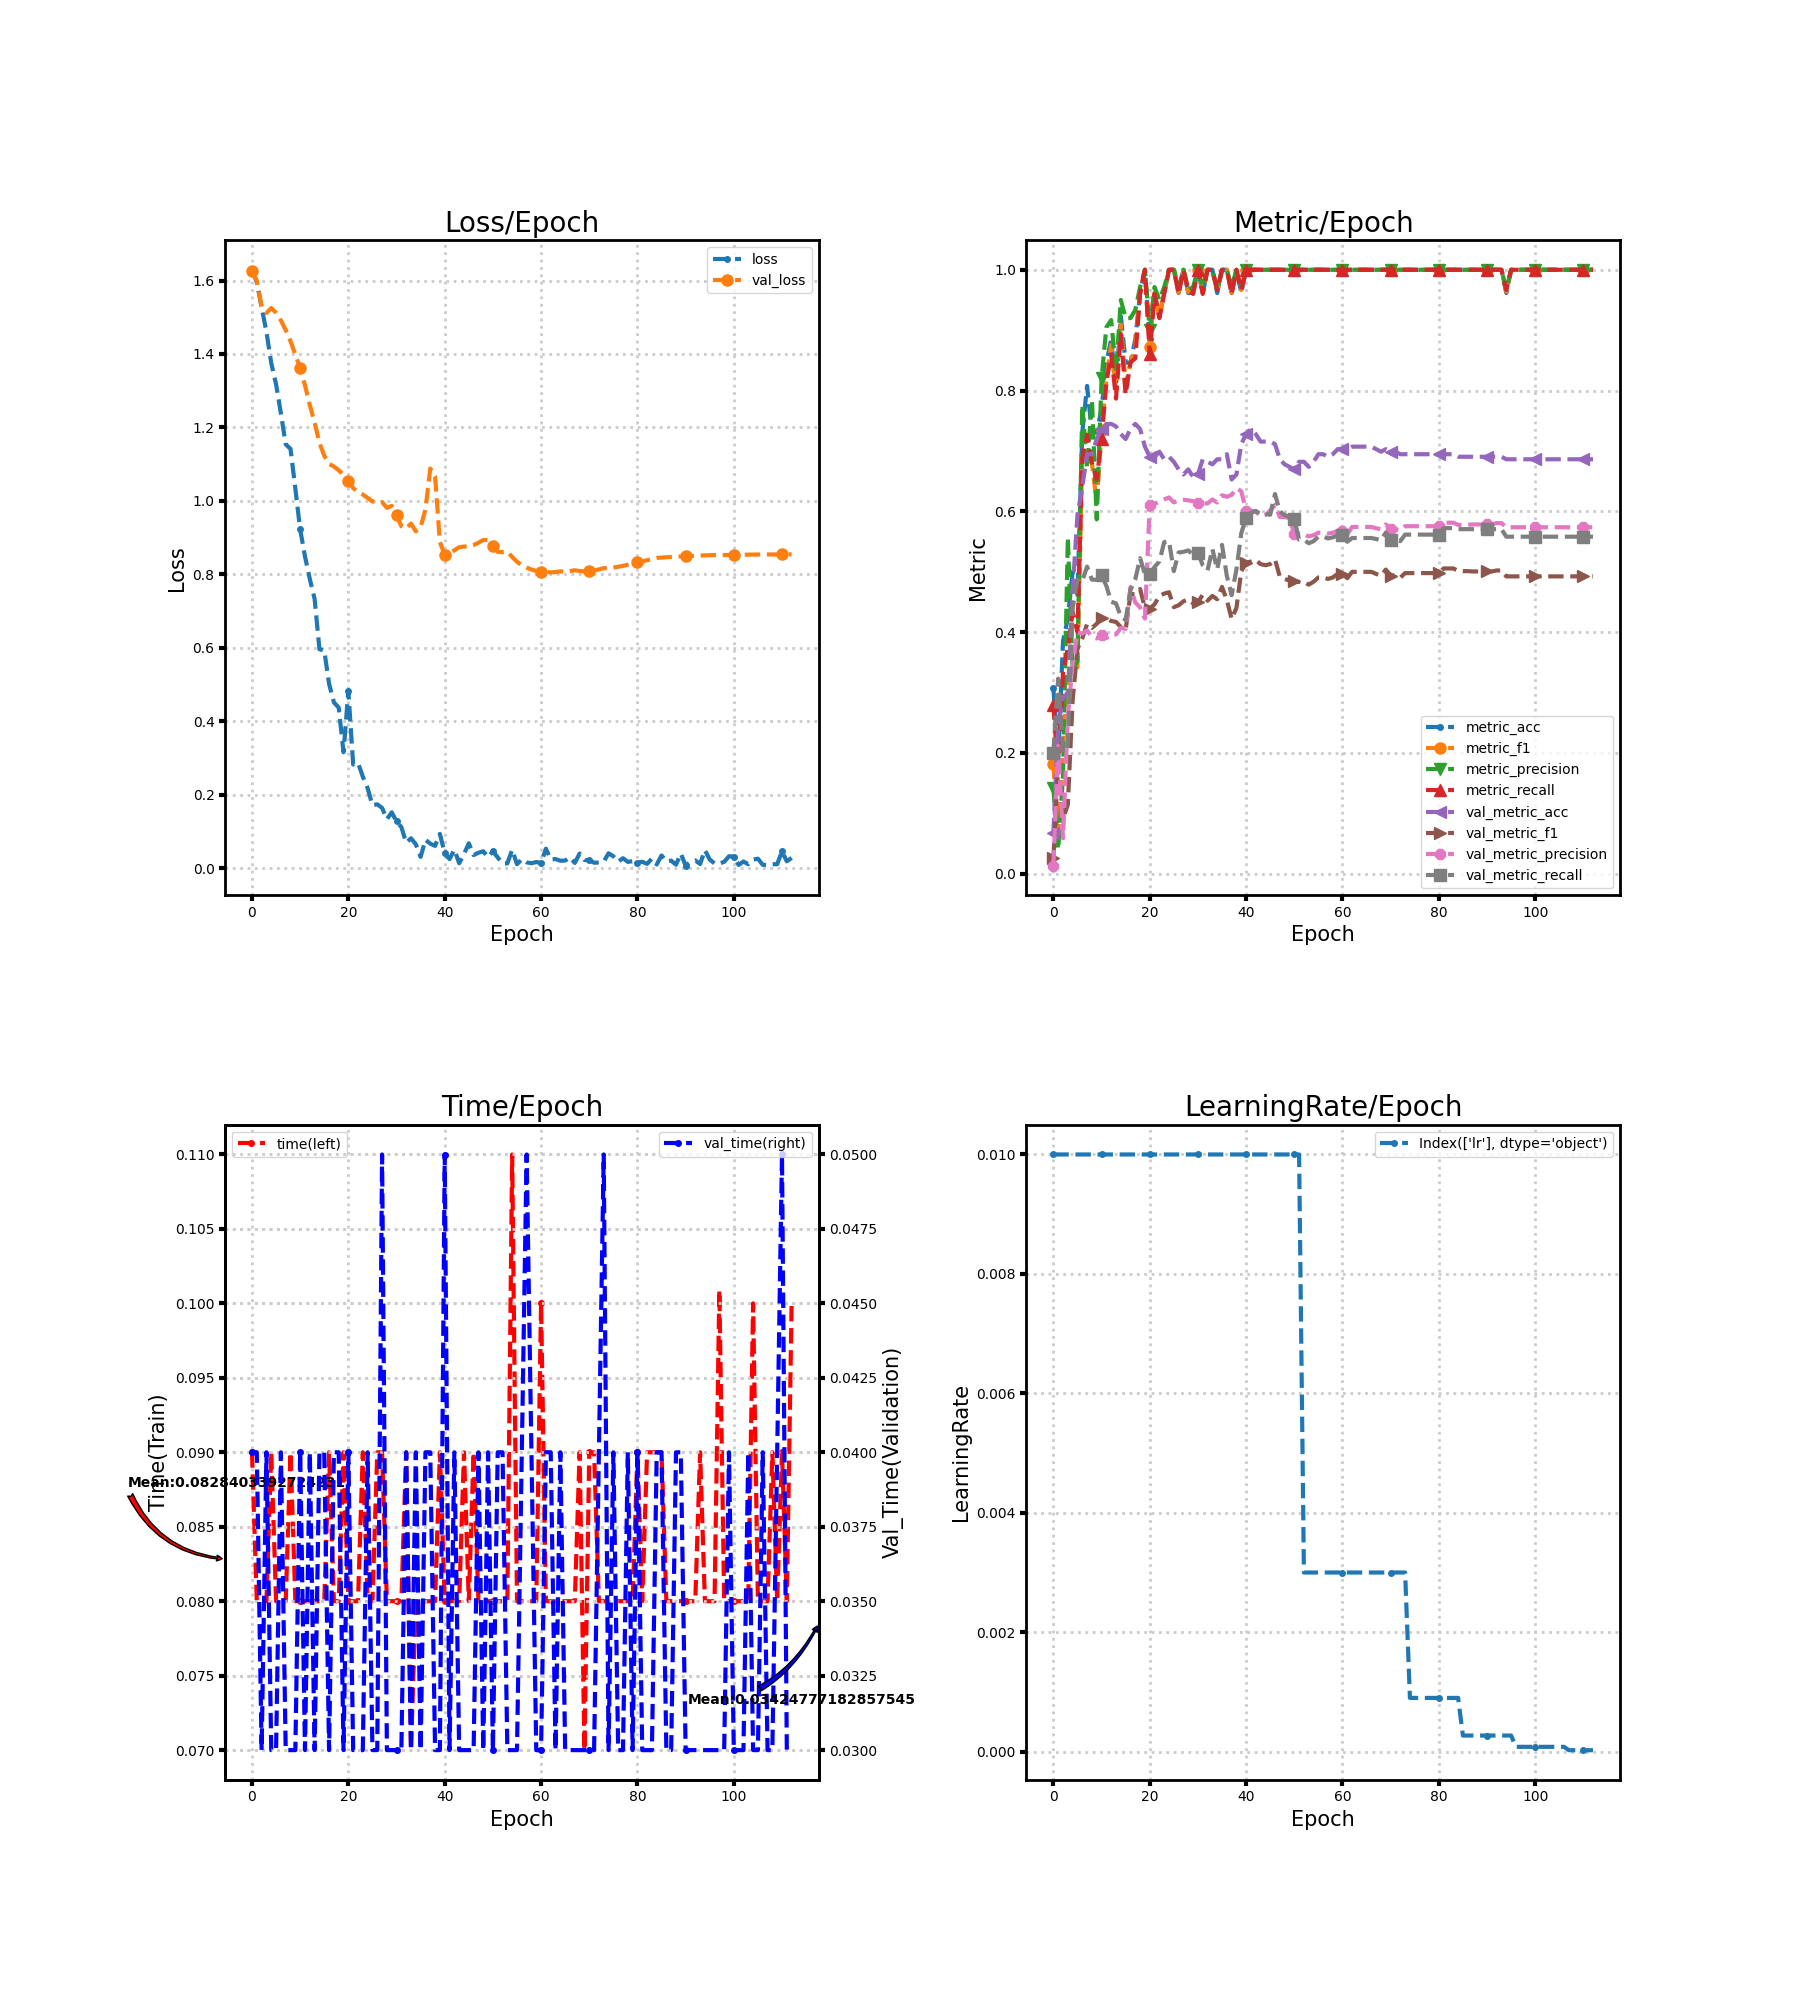 Loss/Epoch
loss
val_loss
1.6
1.4
1.2
1.0
0.8
0.6
0.4
0.2
0.0
Loss
0 20 40 60 80 100
Epoch
Metric/Epoch
1.0
0.8
0.6
0.4
0.2
0.0
Metric
metric_acc
metric_f1
metric_precision
metric_recall
val_metric_acc
val_metric_f1
val_metric_precision
val_metric_recall
0 20 40 60 80 100
Epoch
Time/Epoch
time(left)
val_time(right)
0.110
0.105
0.100
0.095
0.090
0.085
0.080
0.075
0.070
Time(Train)
0.0500
0.0475
0.0450
0.0425
0.0400
0.0375
0.0350
0.0325
0.0300
Val_Time(Validation)
Mean:0.03424777182857545
0 20 40 60 80 100
Epoch
LearningRate/Epoch
Index(['lr'], dtype='object')
0.010
0.008
0.006
0.004
0.002
0.000
LearningRate
0 20 40 60 80 100
Epoch